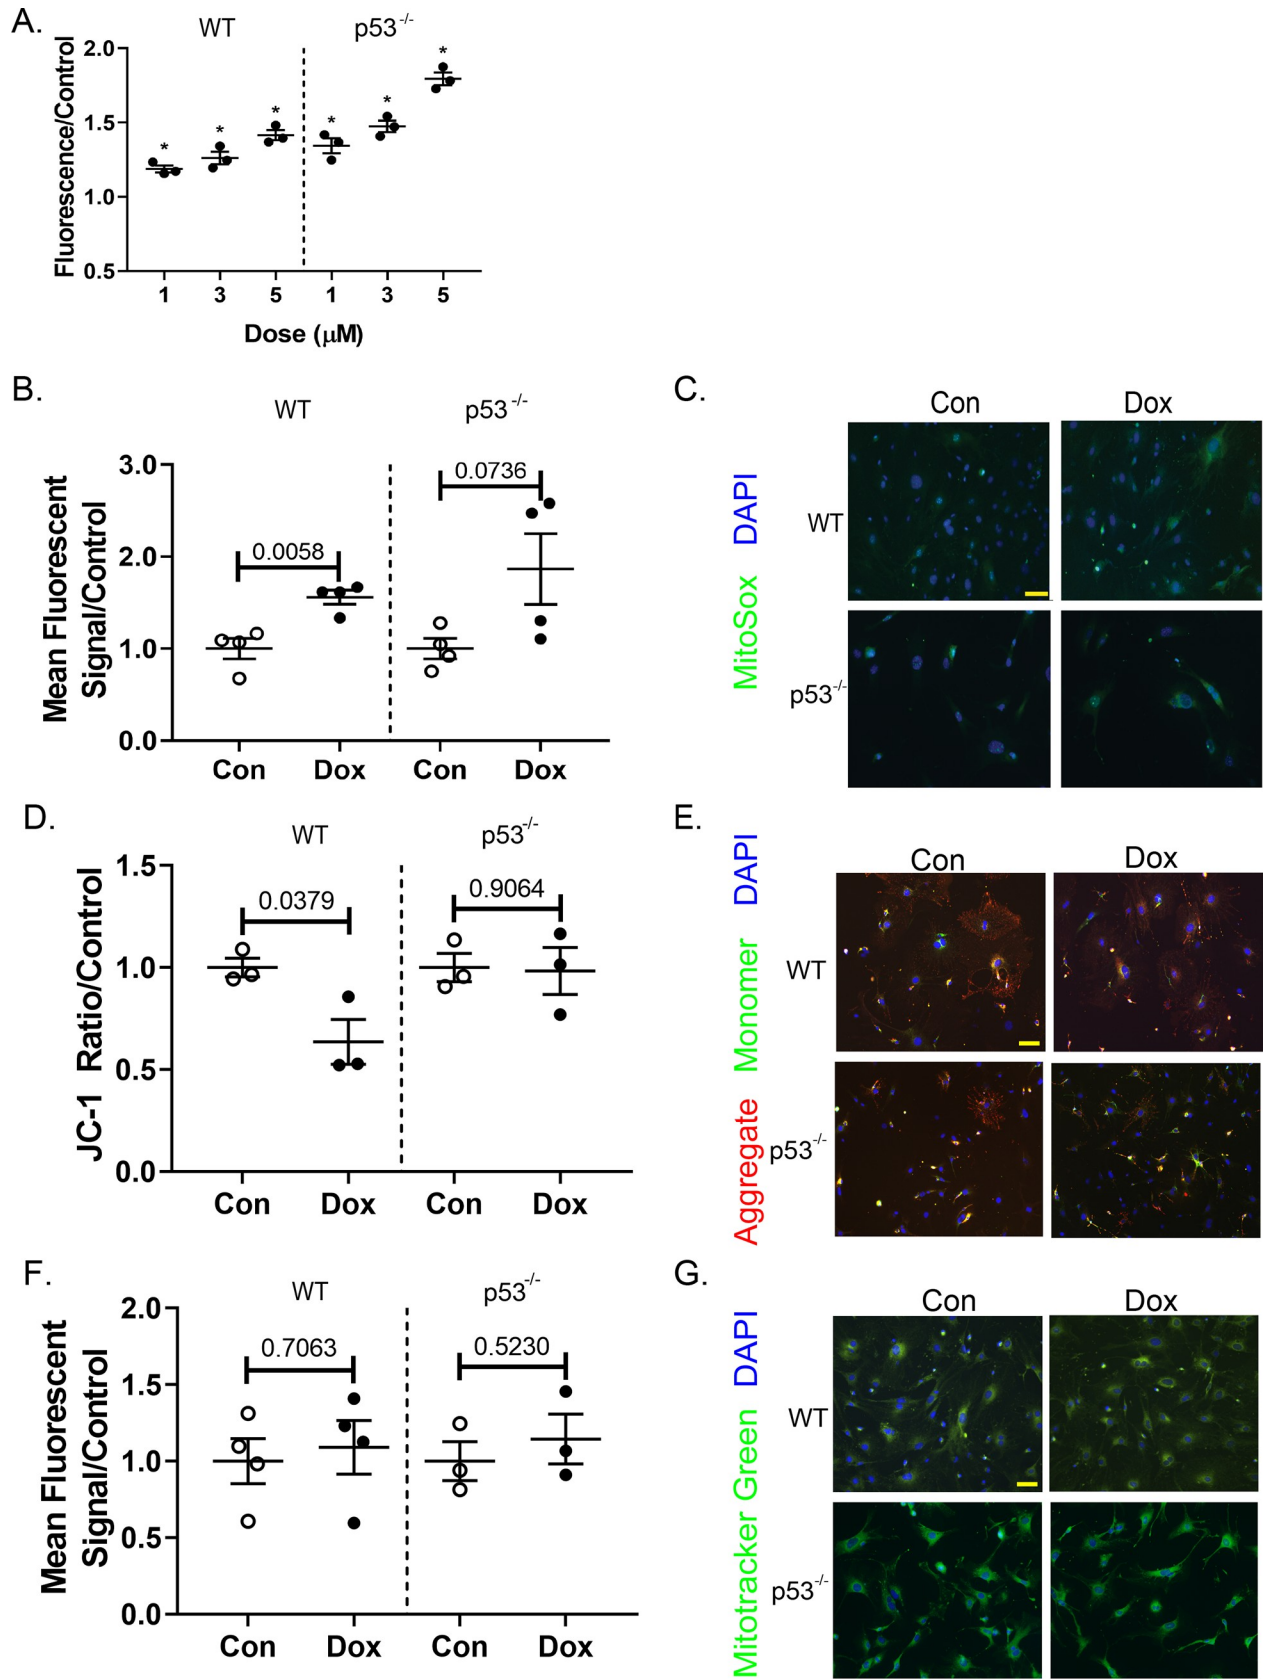 A.
WT p53-/-
Fluorescence/Control
2.0
1.5
1.0
0.5
* * * * * *
1 3 5 1 3 5
Dose (μM)
B.
WT p53-/-
Mean Fluorescent
Signal/Control
3.0
2.0
1.0
0.0
0.0058
0.0736
Con Dox Con Dox
C.
Con Dox
MitoSox DAPI
WT
p53-/-
D.
WT p53-/-
JC-1 Ratio/Control
1.5
1.0
0.5
0.0
0.0379
0.9064
Con Dox Con Dox
E.
Con Dox
Aggregate Monomer DAPI
WT
p53-/-
F.
WT p53-/-
Mean Fluorescent
Signal/Control
2.0
1.5
1.0
0.5
0.0
0.7063
0.5230
Con Dox Con Dox
G.
Con Dox
Mitotracker Green DAPI
WT
p53-/-